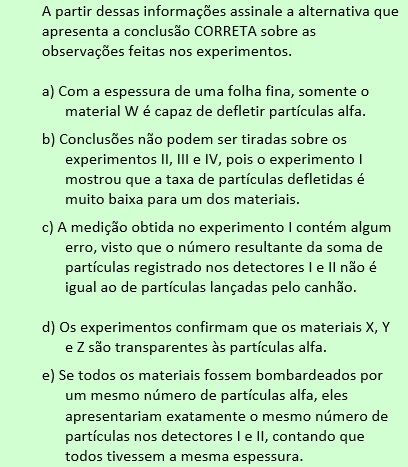 A partir dessas informações assinale a alternativa que
apresenta a conclusão CORRETA sobre as
observações feitas nos experimentos.
a) Com a espessura de uma folha fina, somente o
material W é capaz de defletir partículas alfa.
b) Conclusões não podem ser tiradas sobre os
experimentos II, III e IV, pois o experimento I
mostrou que a taxa de partículas defletidas é
muito baixa para um dos materiais.
c) A medição obtida no experimento I contém algum
erro, visto que o número resultante da soma de
partículas registrado nos detectores I e II não é
igual ao de partículas lançadas pelo canhão.
d) Os experimentos confirmam que os materiais X, Y
e Z são transparentes às partículas alfa.
e) Se todos os materiais fossem bombardeados por
um mesmo número de partículas alfa, eles
apresentariam exatamente o mesmo número de
partículas nos detectores I e II, contando que
todos tivessem a mesma espessura.